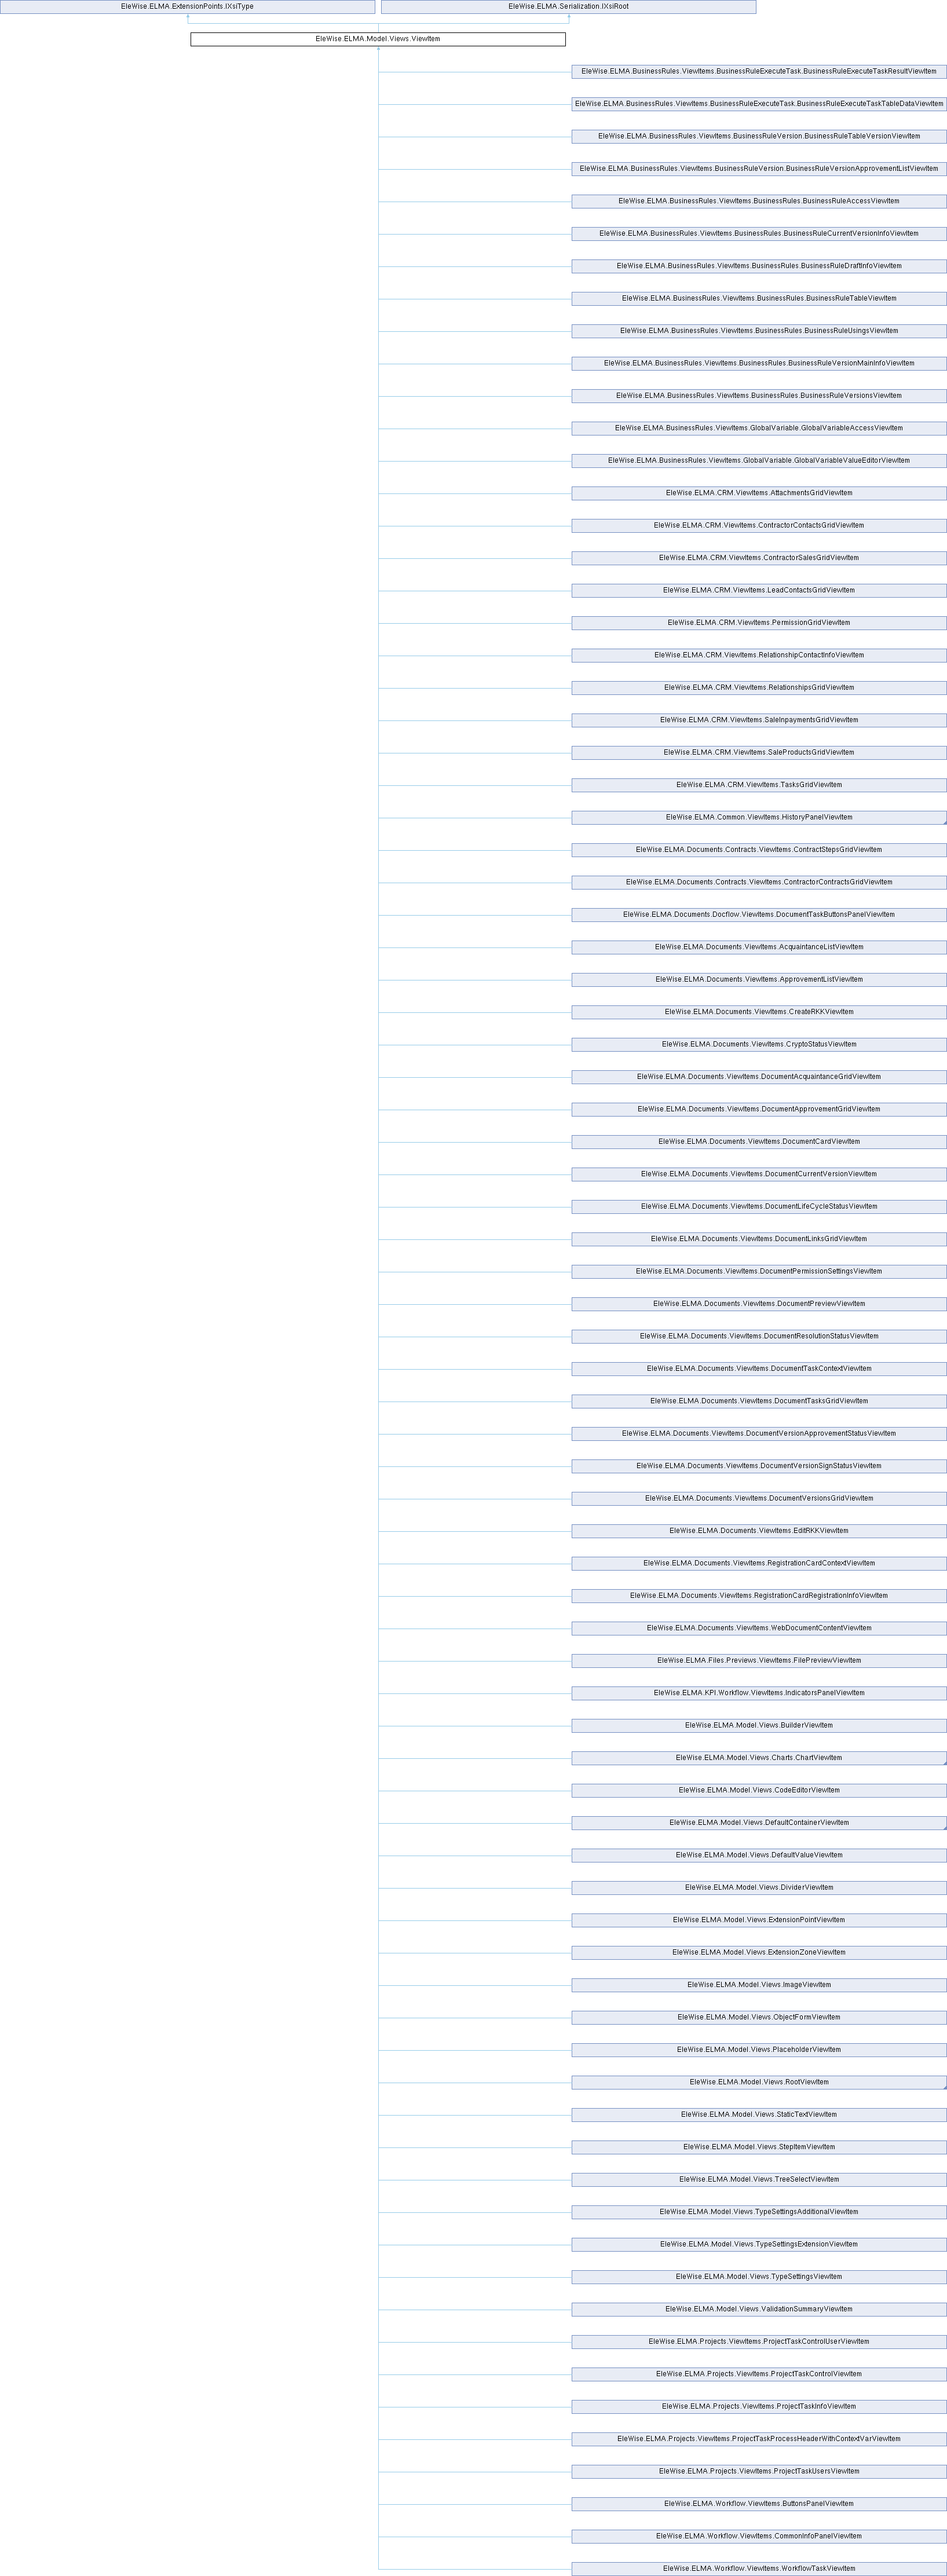 EleWise.ELMA.ExtensionPoints.IXsiType
EleWise.ELMA.Serialization.IXsiRoot
EleWise.ELMA.Model.Views.ViewItem
EleWise.ELMA.BusinessRules.ViewItems.BusinessRuleExecuteTask.BusinessRuleExecuteTaskResultViewItem
EleWise.ELMA.BusinessRules.ViewItems.BusinessRuleExecuteTask.BusinessRuleExecuteTaskTableDataViewItem
EleWise.ELMA.BusinessRules.ViewItems.BusinessRuleVersion.BusinessRuleTableVersionViewItem
EleWise.ELMA.BusinessRules.ViewItems.BusinessRuleVersion.BusinessRuleVersionApprovementListViewItem
EleWise.ELMA.BusinessRules.ViewItems.BusinessRules.BusinessRuleAccessViewItem
EleWise.ELMA.BusinessRules.ViewItems.BusinessRules.BusinessRuleCurrentVersionInfoViewItem
EleWise.ELMA.BusinessRules.ViewItems.BusinessRules.BusinessRuleDraftInfoViewItem
EleWise.ELMA.BusinessRules.ViewItems.BusinessRules.BusinessRuleTableViewItem
EleWise.ELMA.BusinessRules.ViewItems.BusinessRules.BusinessRuleUsingsViewItem
EleWise.ELMA.BusinessRules.ViewItems.BusinessRules.BusinessRuleVersionMainInfoViewItem
EleWise.ELMA.BusinessRules.ViewItems.BusinessRules.BusinessRuleVersionsViewItem
EleWise.ELMA.BusinessRules.ViewItems.GlobalVariable.GlobalVariableAccessViewItem
EleWise.ELMA.BusinessRules.ViewItems.GlobalVariable.GlobalVariableValueEditorViewItem
EleWise.ELMA.CRM.ViewItems.AttachmentsGridViewItem
EleWise.ELMA.CRM.ViewItems.ContractorContactsGridViewItem
EleWise.ELMA.CRM.ViewItems.ContractorSalesGridViewItem
EleWise.ELMA.CRM.ViewItems.LeadContactsGridViewItem
EleWise.ELMA.CRM.ViewItems.PermissionGridViewItem
EleWise.ELMA.CRM.ViewItems.RelationshipContactInfoViewItem
EleWise.ELMA.CRM.ViewItems.RelationshipsGridViewItem
EleWise.ELMA.CRM.ViewItems.SaleInpaymentsGridViewItem
EleWise.ELMA.CRM.ViewItems.SaleProductsGridViewItem
EleWise.ELMA.CRM.ViewItems.TasksGridViewItem
EleWise.ELMA.Common.ViewItems.HistoryPanelViewItem
EleWise.ELMA.Documents.Contracts.ViewItems.ContractStepsGridViewItem
EleWise.ELMA.Documents.Contracts.ViewItems.ContractorContractsGridViewItem
EleWise.ELMA.Documents.Docflow.ViewItems.DocumentTaskButtonsPanelViewItem
EleWise.ELMA.Documents.ViewItems.AcquaintanceListViewItem
EleWise.ELMA.Documents.ViewItems.ApprovementListViewItem
EleWise.ELMA.Documents.ViewItems.CreateRKKViewItem
EleWise.ELMA.Documents.ViewItems.CryptoStatusViewItem
EleWise.ELMA.Documents.ViewItems.DocumentAcquaintanceGridViewItem
EleWise.ELMA.Documents.ViewItems.DocumentApprovementGridViewItem
EleWise.ELMA.Documents.ViewItems.DocumentCardViewItem
EleWise.ELMA.Documents.ViewItems.DocumentCurrentVersionViewItem
EleWise.ELMA.Documents.ViewItems.DocumentLifeCycleStatusViewItem
EleWise.ELMA.Documents.ViewItems.DocumentLinksGridViewItem
EleWise.ELMA.Documents.ViewItems.DocumentPermissionSettingsViewItem
EleWise.ELMA.Documents.ViewItems.DocumentPreviewViewItem
EleWise.ELMA.Documents.ViewItems.DocumentResolutionStatusViewItem
EleWise.ELMA.Documents.ViewItems.DocumentTaskContextViewItem
EleWise.ELMA.Documents.ViewItems.DocumentTasksGridViewItem
EleWise.ELMA.Documents.ViewItems.DocumentVersionApprovementStatusViewItem
EleWise.ELMA.Documents.ViewItems.DocumentVersionSignStatusViewItem
EleWise.ELMA.Documents.ViewItems.DocumentVersionsGridViewItem
EleWise.ELMA.Documents.ViewItems.EditRKKViewItem
EleWise.ELMA.Documents.ViewItems.RegistrationCardContextViewItem
EleWise.ELMA.Documents.ViewItems.RegistrationCardRegistrationInfoViewItem
EleWise.ELMA.Documents.ViewItems.WebDocumentContentViewItem
EleWise.ELMA.Files.Previews.ViewItems.FilePreviewViewItem
EleWise.ELMA.KPI.Workflow.ViewItems.IndicatorsPanelViewItem
EleWise.ELMA.Model.Views.BuilderViewItem
EleWise.ELMA.Model.Views.Charts.ChartViewItem
EleWise.ELMA.Model.Views.CodeEditorViewItem
EleWise.ELMA.Model.Views.DefaultContainerViewItem
EleWise.ELMA.Model.Views.DefaultValueViewItem
EleWise.ELMA.Model.Views.DividerViewItem
EleWise.ELMA.Model.Views.ExtensionPointViewItem
EleWise.ELMA.Model.Views.ExtensionZoneViewItem
EleWise.ELMA.Model.Views.ImageViewItem
EleWise.ELMA.Model.Views.ObjectFormViewItem
EleWise.ELMA.Model.Views.PlaceholderViewItem
EleWise.ELMA.Model.Views.RootViewItem
EleWise.ELMA.Model.Views.StaticTextViewItem
EleWise.ELMA.Model.Views.StepItemViewItem
EleWise.ELMA.Model.Views.TreeSelectViewItem
EleWise.ELMA.Model.Views.TypeSettingsAdditionalViewItem
EleWise.ELMA.Model.Views.TypeSettingsExtensionViewItem
EleWise.ELMA.Model.Views.TypeSettingsViewItem
EleWise.ELMA.Model.Views.ValidationSummaryViewItem
EleWise.ELMA.Projects.ViewItems.ProjectTaskControlUserViewItem
EleWise.ELMA.Projects.ViewItems.ProjectTaskControlViewItem
EleWise.ELMA.Projects.ViewItems.ProjectTaskInfoViewItem
EleWise.ELMA.Projects.ViewItems.ProjectTaskProcessHeaderWithContextVarViewItem
EleWise.ELMA.Projects.ViewItems.ProjectTaskUsersViewItem
EleWise.ELMA.Workflow.ViewItems.ButtonsPanelViewItem
EleWise.ELMA.Workflow.ViewItems.CommonInfoPanelViewItem
EleWise.ELMA.Workflow.ViewItems.WorkflowTaskViewItem